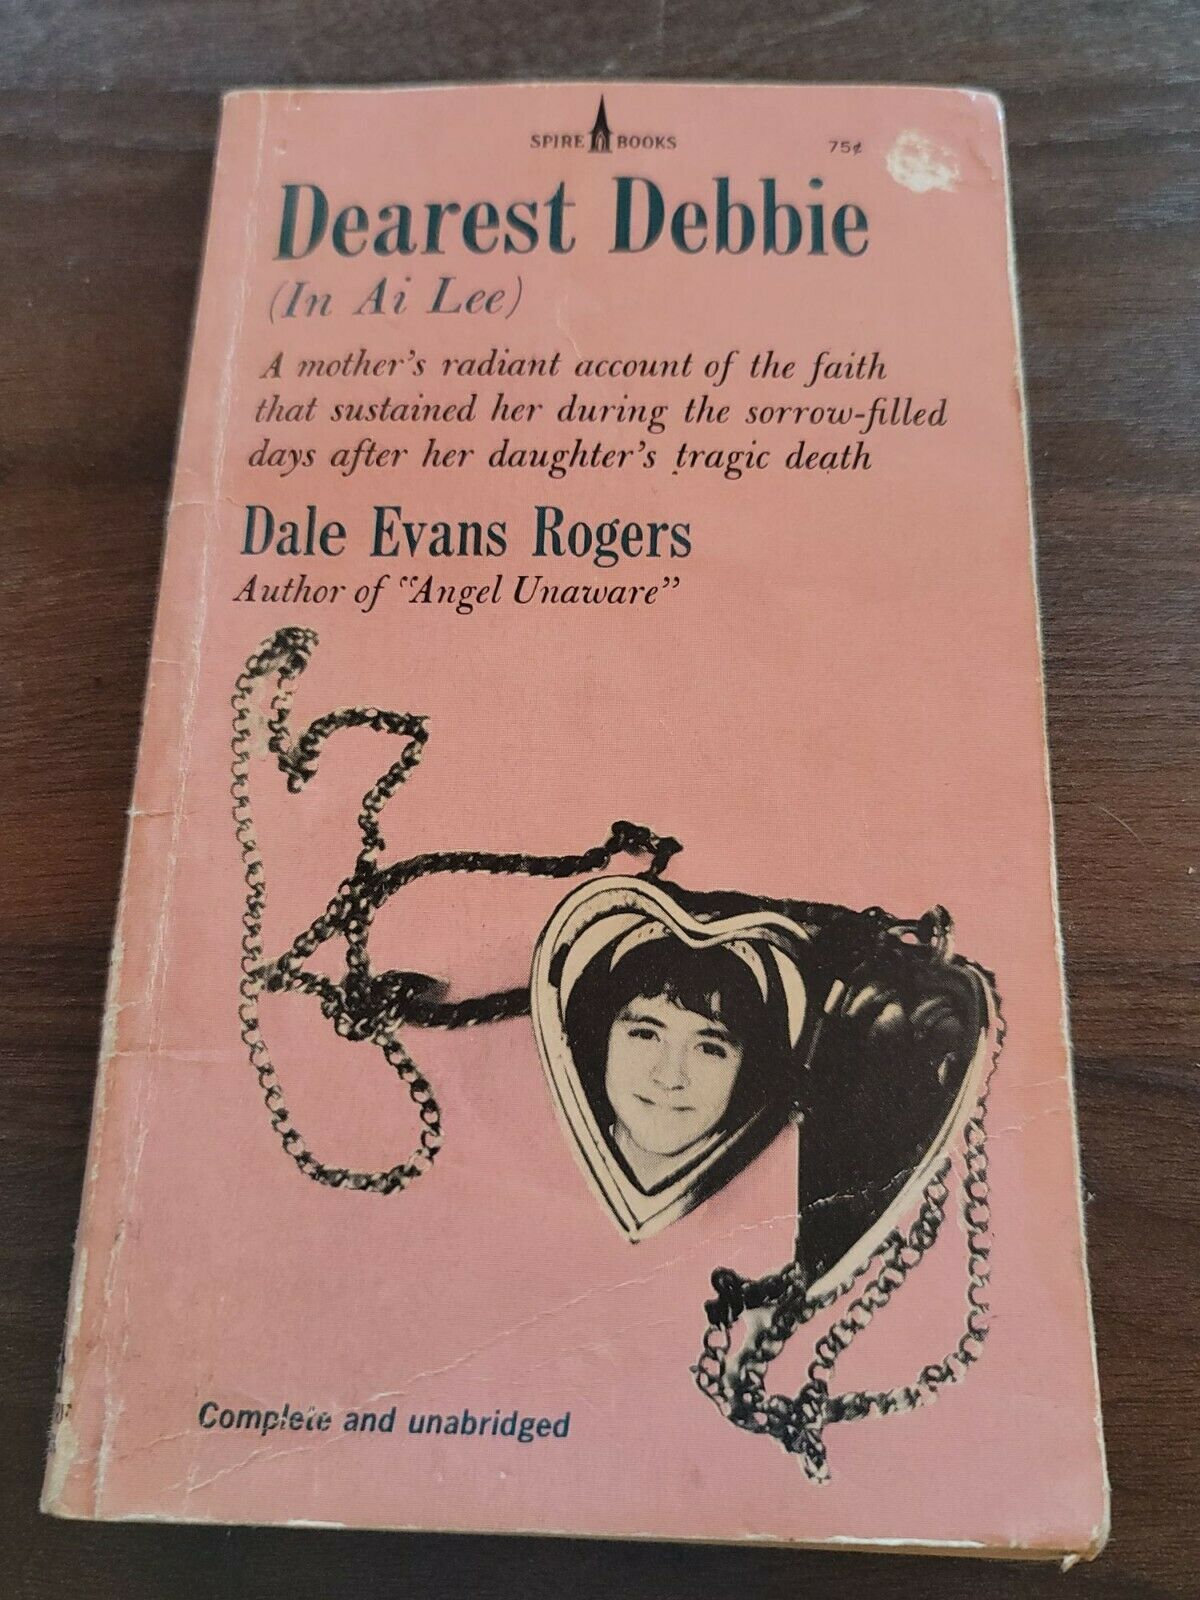 SPIRE BOOKS
75¢
Dearest Debbie
(In Ai Lee)
A mother's radiant account of the faith
that sustained her during the sorrow-filled
days after her daughter's tragic death
Dale Evans Rogers
Author of "Angel Unaware"
Complete and unabridged